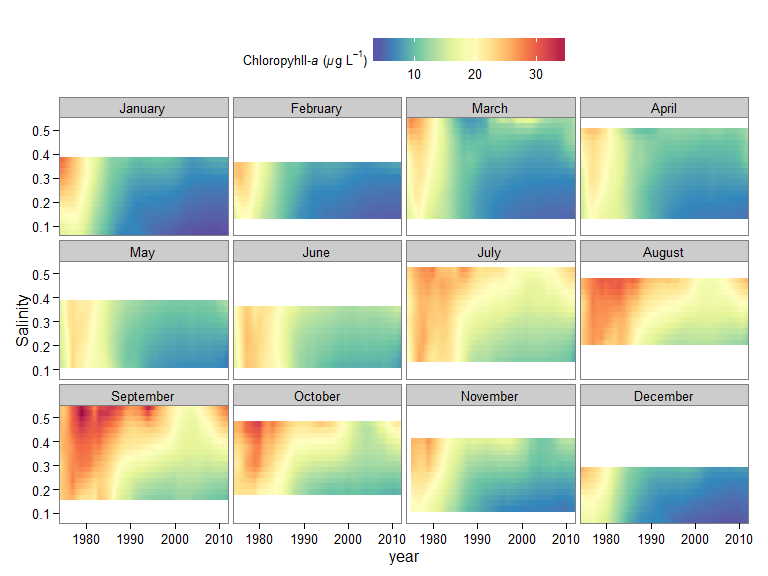 Chloropyhll-a (μg L⁻¹)
10 20 30
January February March April
0.5
0.4
0.3
0.2
0.1
May June July August
0.5
0.4
0.3
0.2
0.1
Salinity
September October November December
0.5
0.4
0.3
0.2
0.1
1980 1990 2000 2010 1980 1990 2000 2010 1980 1990 2000 2010 1980 1990 2000 2010
year